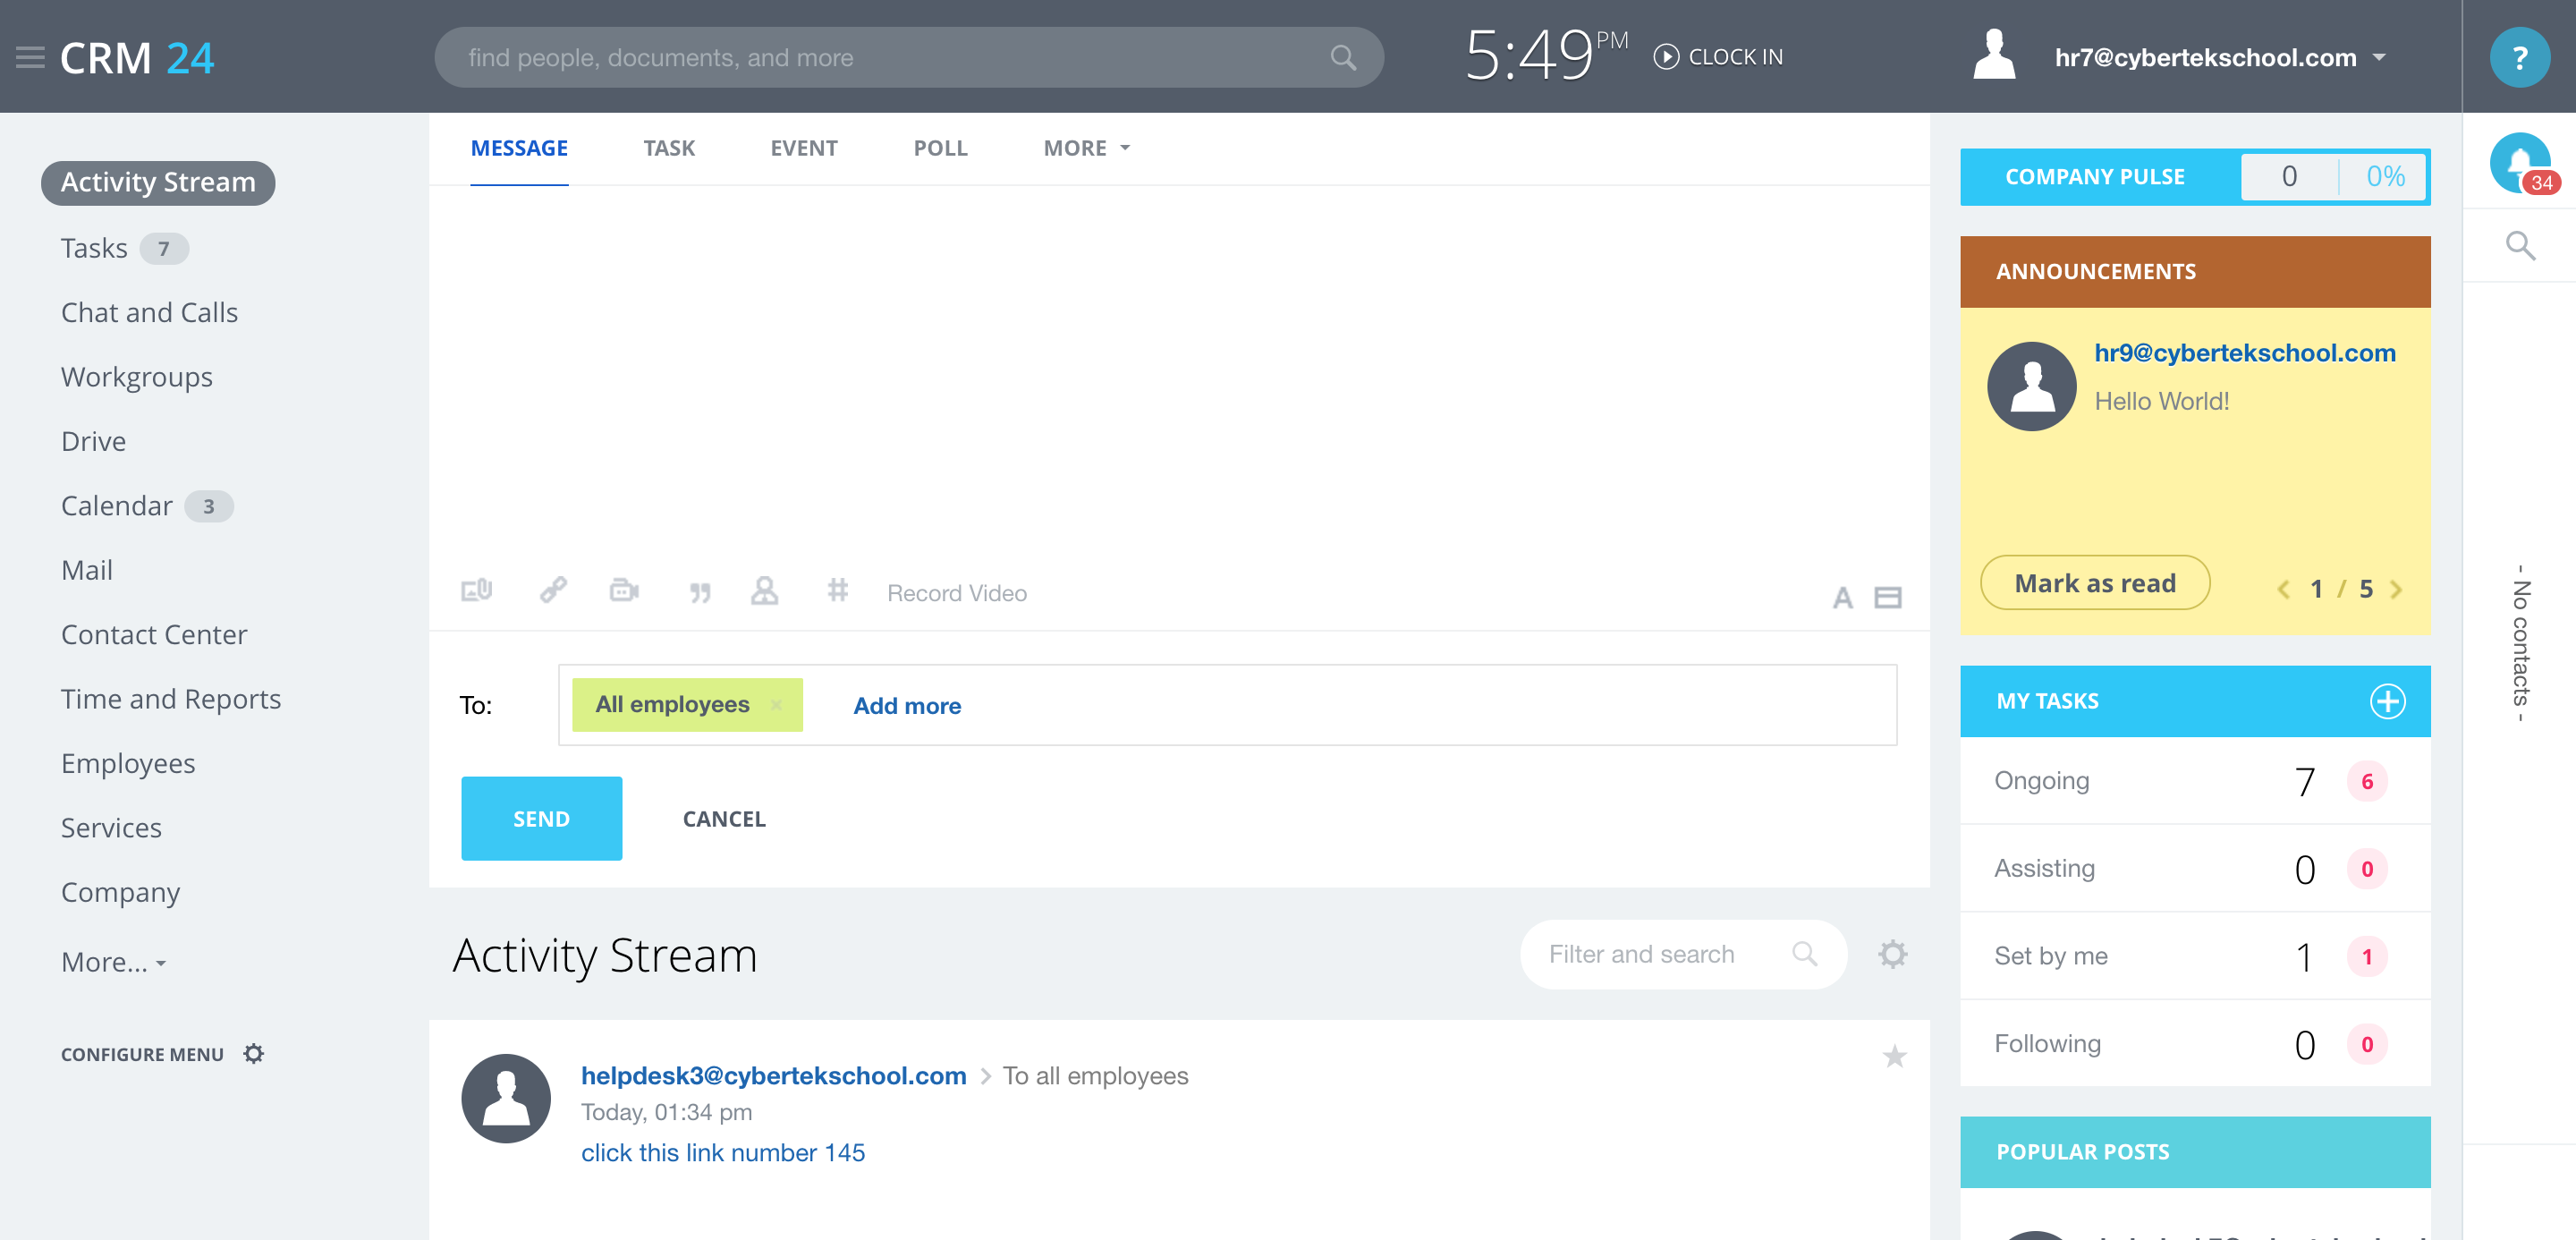 CRM 24
find people, documents, and more
5:49 PM
CLOCK IN
hr7@cybertekschool.com
?
Activity Stream
Tasks 7
Chat and Calls
Workgroups
Drive
Calendar 3
Mail
Contact Center
Time and Reports
Employees
Services
Company
More...
CONFIGURE MENU
MESSAGE TASK EVENT POLL MORE
Record Video
A
To: All employees × Add more
SEND CANCEL
Activity Stream
Filter and search
helpdesk3@cybertekschool.com > To all employees
Today, 01:34 pm
click this link number 145
COMPANY PULSE 0 0%
ANNOUNCEMENTS
hr9@cybertekschool.com
Hello World!
Mark as read
1 / 5
MY TASKS
Ongoing 7 6
Assisting 0 0
Set by me 1 1
Following 0 0
POPULAR POSTS
34
- No contacts -